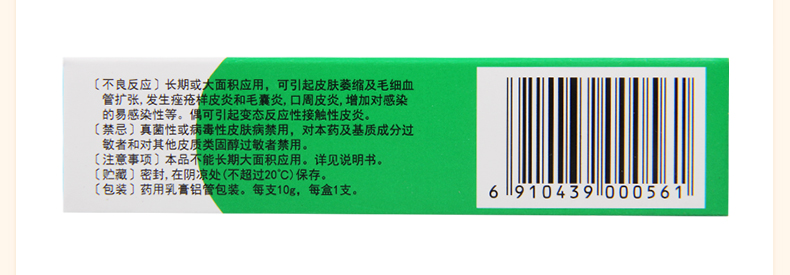 〔不良反应〕长期或大面积应用，可引起皮肤萎缩及毛细血
管扩张，发生痤疮样皮炎和毛囊炎，口周皮炎，增加对感染
的易感染性等。偶可引起变态反应性接触性皮炎。
〔禁忌〕真菌性或病毒性皮肤病禁用，对本药及基质成分过
敏者和对其他皮质类固醇过敏者禁用。
〔注意事项〕本品不能长期大面积应用。详见说明书。
〔贮藏〕密封，在阴凉处(不超过20℃)保存。
〔包装〕药用乳膏铝管包装。每支10g，每盒1支。
6 910439 000561